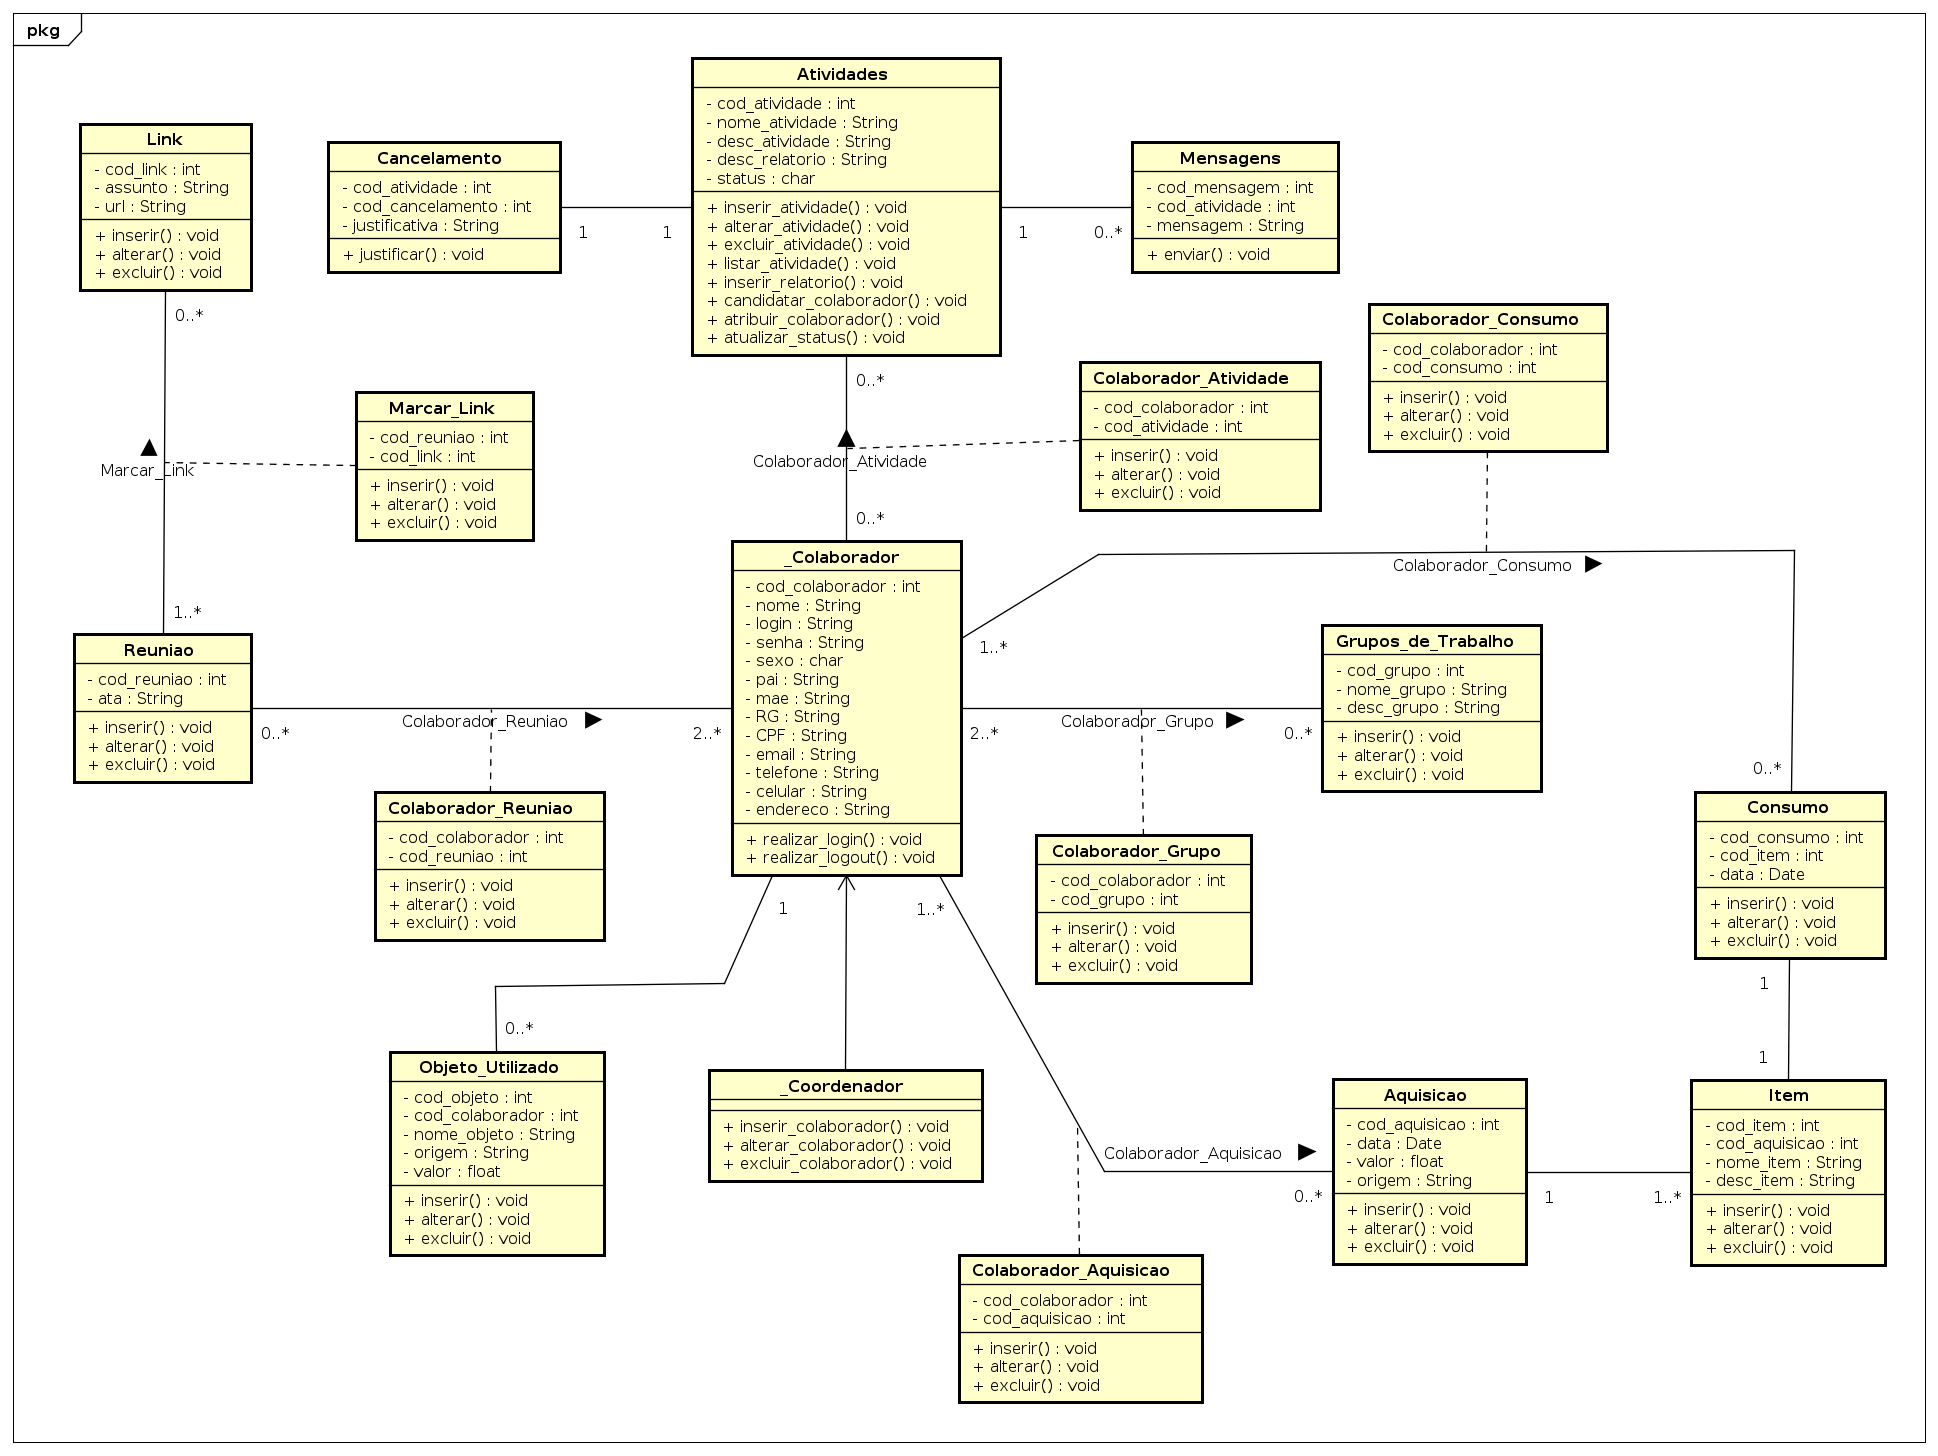 pkg
Atividades
- cod_atividade : int
- nome_atividade : String
- desc_atividade : String
- desc_relatorio : String
- status : char
+ inserir_atividade() : void
+ alterar_atividade() : void
+ excluir_atividade() : void
+ listar_atividade() : void
+ inserir_relatorio() : void
+ candidatar_colaborador() : void
+ atribuir_colaborador() : void
+ atualizar_status() : void
Link
- cod_link : int
- assunto : String
- url : String
+ inserir() : void
+ alterar() : void
+ excluir() : void
0..*
Cancelamento
- cod_atividade : int
- cod_cancelamento : int
- justificativa : String
+ justificar() : void
1
1
Mensagens
- cod_mensagem : int
- cod_atividade : int
- mensagem : String
+ enviar() : void
1
0..*
Colaborador_Consumo
- cod_colaborador : int
- cod_consumo : int
+ inserir() : void
+ alterar() : void
+ excluir() : void
Colaborador_Atividade
- cod_colaborador : int
- cod_atividade : int
+ inserir() : void
+ alterar() : void
+ excluir() : void
0..*
Colaborador_Atividade
0..*
Marcar_Link
- cod_reuniao : int
- cod_link : int
+ inserir() : void
+ alterar() : void
+ excluir() : void
Marcar_Link
1..*
_Colaborador
- cod_colaborador : int
- nome : String
- login : String
- senha : String
- sexo : char
- pai : String
- mae : String
- RG : String
- CPF : String
- email : String
- telefone : String
- celular : String
- endereco : String
+ realizar_login() : void
+ realizar_logout() : void
Colaborador_Consumo
1..*
0..*
Reuniao
- cod_reuniao : int
- ata : String
+ inserir() : void
+ alterar() : void
+ excluir() : void
Colaborador_Reuniao
0..*
2..*
Grupos_de_Trabalho
- cod_grupo : int
- nome_grupo : String
- desc_grupo : String
+ inserir() : void
+ alterar() : void
+ excluir() : void
Colaborador_Grupo
2..*
0..*
Colaborador_Reuniao
- cod_colaborador : int
- cod_reuniao : int
+ inserir() : void
+ alterar() : void
+ excluir() : void
Consumo
- cod_consumo : int
- cod_item : int
- data : Date
+ inserir() : void
+ alterar() : void
+ excluir() : void
Colaborador_Grupo
- cod_colaborador : int
- cod_grupo : int
+ inserir() : void
+ alterar() : void
+ excluir() : void
1
1..*
1
0..*
1
Objeto_Utilizado
- cod_objeto : int
- cod_colaborador : int
- nome_objeto : String
- origem : String
- valor : float
+ inserir() : void
+ alterar() : void
+ excluir() : void
_Coordenador
+ inserir_colaborador() : void
+ alterar_colaborador() : void
+ excluir_colaborador() : void
Colaborador_Aquisicao
0..*
Aquisicao
- cod_aquisicao : int
- data : Date
- valor : float
- origem : String
+ inserir() : void
+ alterar() : void
+ excluir() : void
1
1..*
Item
- cod_item : int
- cod_aquisicao : int
- nome_item : String
- desc_item : String
+ inserir() : void
+ alterar() : void
+ excluir() : void
Colaborador_Aquisicao
- cod_colaborador : int
- cod_aquisicao : int
+ inserir() : void
+ alterar() : void
+ excluir() : void